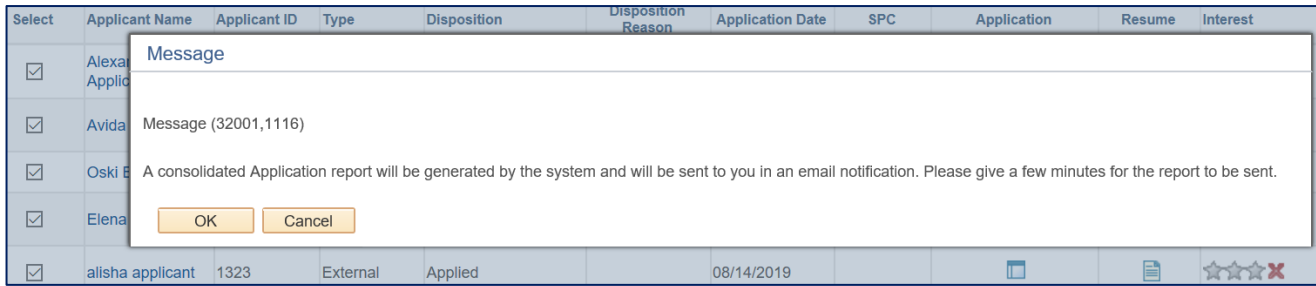 Select Applicant Name Applicant ID Type Disposition Disposition Reason Application Date SPC Application Resume Interest
Message
Message (32001,1116)
Avida
A consolidated Application report will be generated by the system and will be sent to you in an email notification. Please give a few minutes for the report to be sent.
Oski
Elena
OK Cancel
alisha applicant 1323 External Applied 08/14/2019